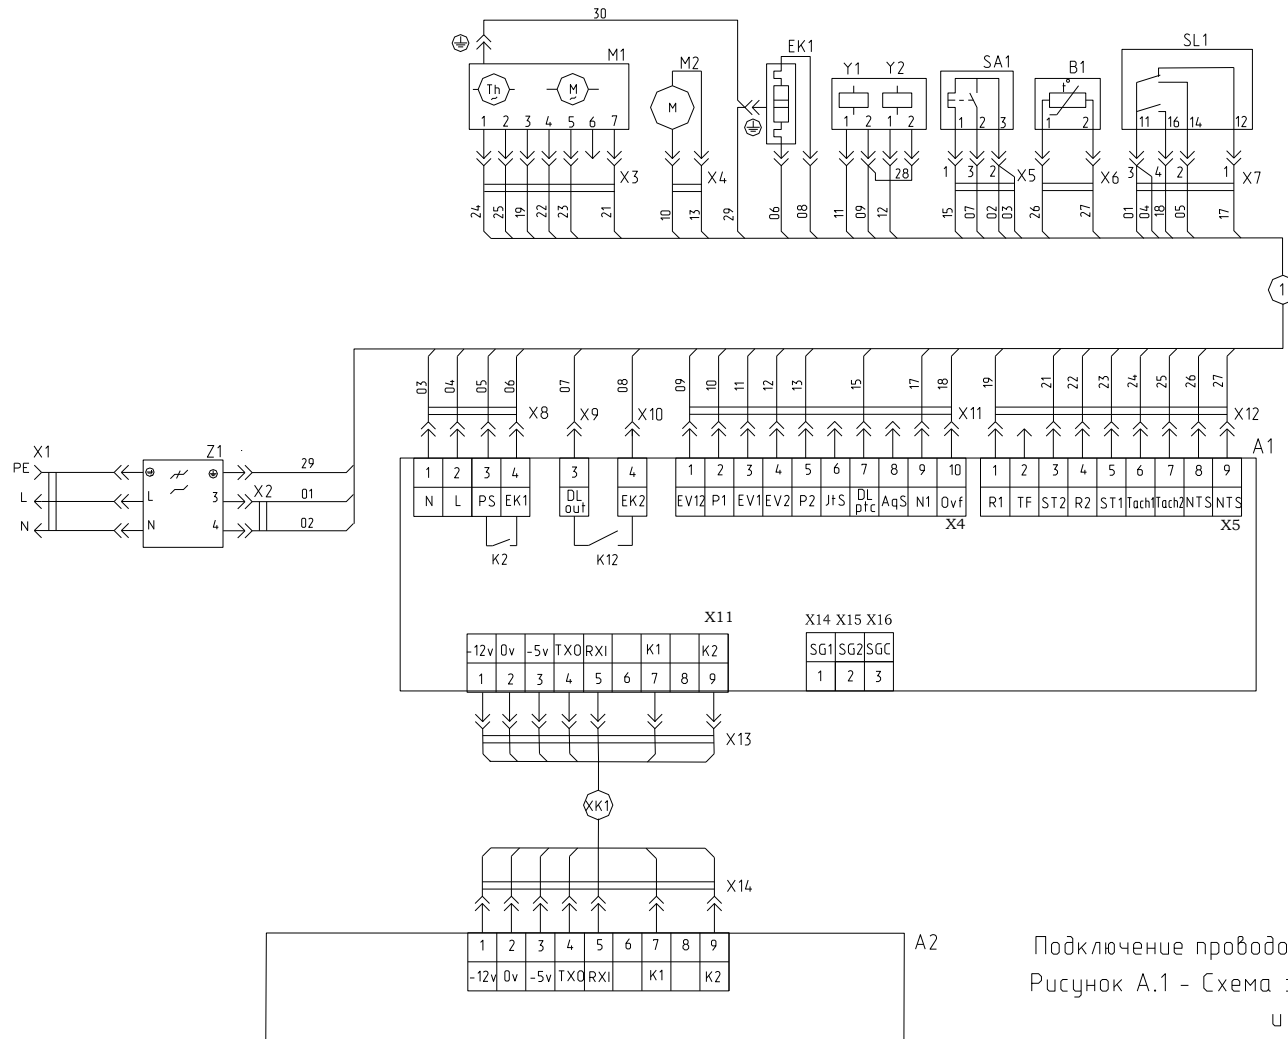 30
M1 M2 EK1 Y1 Y2 SA1 B1 SL1
Th M M t°
1 2 3 4 5 6 7 1 2 1 2 1 2 3 1 2 11 16 14 12
X3 X4 28 1 3 2 X5 X6 3 4 2 1 X7
24 25 19 22 23 21 10 13 29 06 08 11 09 12 15 07 02 03 26 27 01 04 18 05 17
1
03 04 05 06 07 08 09 10 11 12 13 15 17 18 19 21 22 23 24 25 26 27
X8 X9 X10 X11 X12
X1 Z1 A1
PE 29
L L 3 X2 01
N N 4 02
1 2 3 4 3 4 1 2 3 4 5 6 7 8 9 10 1 2 3 4 5 6 7 8 9
N L PS EK1 DL out EK2 EV12 P1 EV1 EV2 P2 JtS DL ptc AqS N1 Ovf R1 TF ST2 R2 ST1 Tach1 Tach2 NTS NTS
X4 X5
K2 K12
X11 X14 X15 X16
-12v 0v -5v TXO RXI K1 K2 SG1 SG2 SGC
1 2 3 4 5 6 7 8 9 1 2 3
X13
XK1
X14
1 2 3 4 5 6 7 8 9 A2
-12v 0v -5v TXO RXI K1 K2
Подключение проводо
Рисунок А.1 - Схема
и